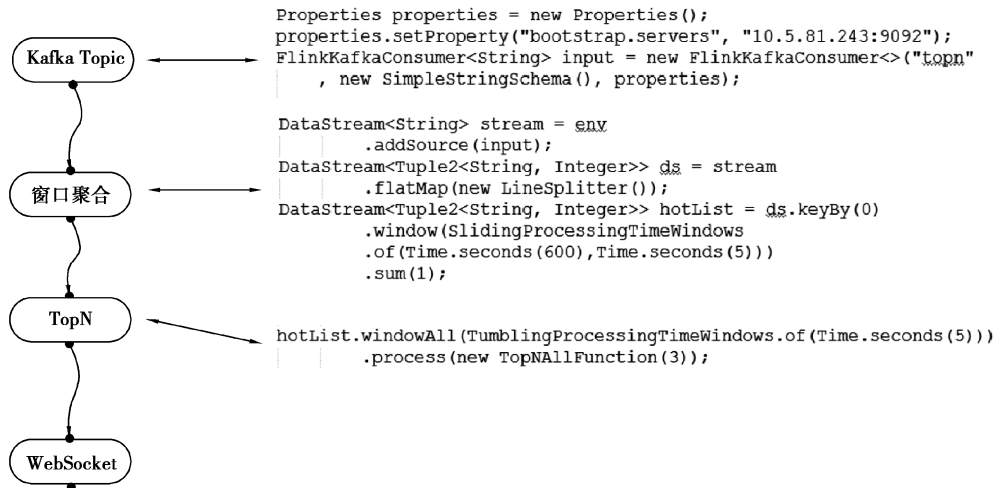 Properties properties = new Properties();
properties.setProperty("bootstrap.servers", "10.5.81.243:9092");
Kafka Topic
FlinkKafkaConsumer<String> input = new FlinkKafkaConsumer<>("topn"
, new SimpleStringSchema(), properties);
DataStream<String> stream = env
.addSource(input);
DataStream<Tuple2<String, Integer>> ds = stream
.flatMap(new LineSplitter());
窗口聚合
DataStream<Tuple2<String, Integer>> hotList = ds.keyBy(0)
.window(SlidingProcessingTimeWindows
.of(Time.seconds(600),Time.seconds(5)))
.sum(1);
TopN
hotList.windowAll(TumblingProcessingTimeWindows.of(Time.seconds(5)))
.process(new TopNAllFunction(3));
WebSocket